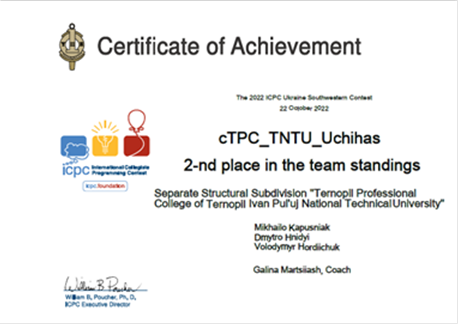 Certificate of Achievement
The 2022 ICPC Ukraine Southwestern Contest
22 October 2022
cTPC_TNTU_Uchihas
2-nd place in the team standings
icpc International Collegiate
Programming Contest
icpc.foundation
Separate Structural Subdivision "Ternopil Professional
College of Ternopil Ivan Pul'uj National Technical University"
Mikhailo Kapusniak
Dmytro Hnidyi
Volodymyr Hordiichuk
Galina Martsiiash, Coach
William B. Poucher
William B, Poucher, Ph, D,
ICPC Executive Director